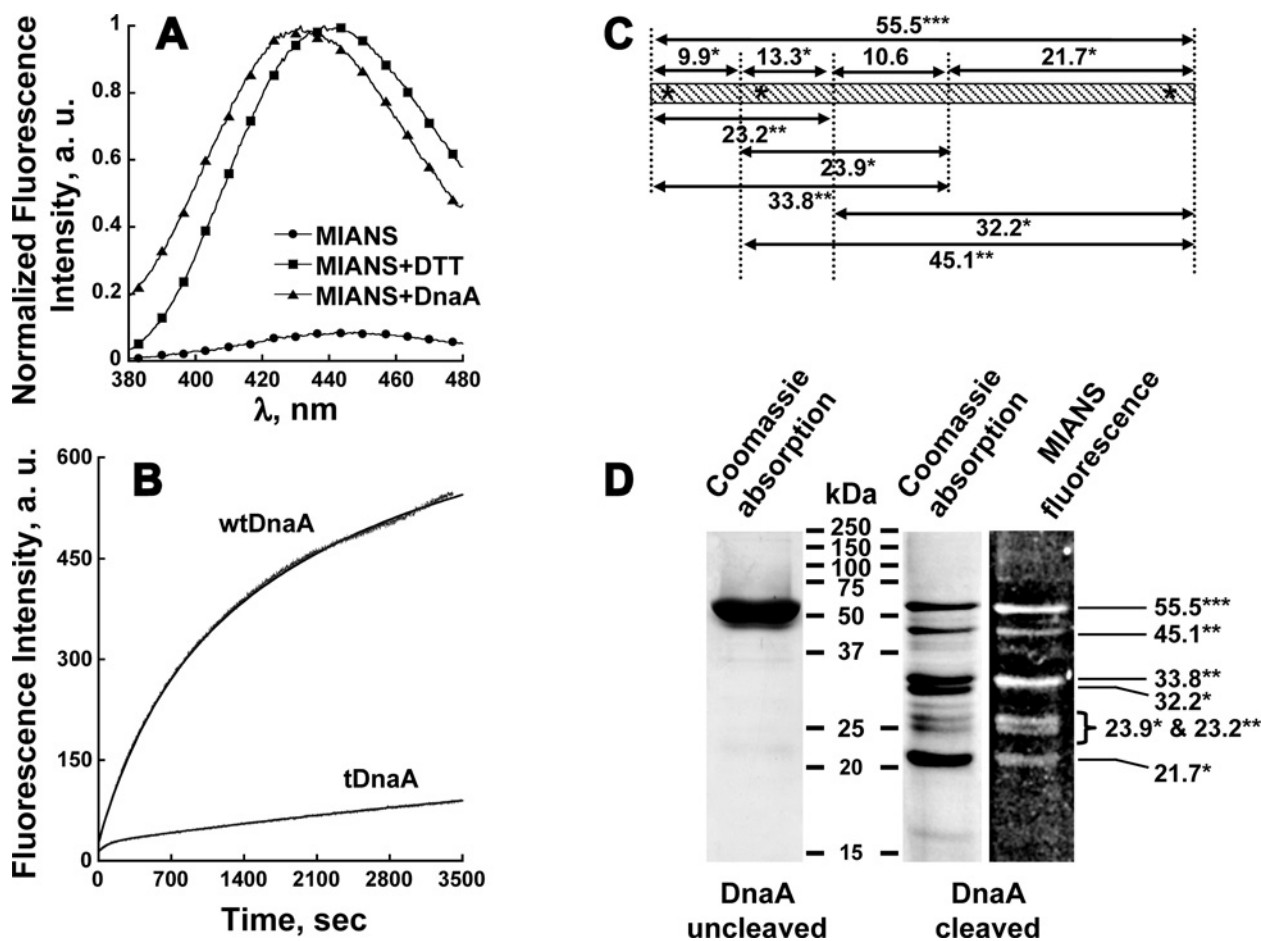 A
Normalized Fluorescence
Intensity, a. u.
1
0.8
0.6
0.4
0.2
0
MIANS
MIANS+DTT
MIANS+DnaA
380 400 420 440 460 480
λ, nm
B
Fluorescence Intensity, a. u.
600
450
300
150
0
wtDnaA
tDnaA
0 700 1400 2100 2800 3500
Time, sec
C
55.5***
9.9* 13.3* 10.6 21.7*
* * *
23.2**
23.9*
33.8**
32.2*
45.1**
D
Coomassie
absorption
kDa
Coomassie
absorption
MIANS
fluorescence
250
150
100
75
50
37
25
20
15
55.5***
45.1**
33.8**
32.2*
23.9* & 23.2**
21.7*
DnaA
uncleaved
DnaA
cleaved